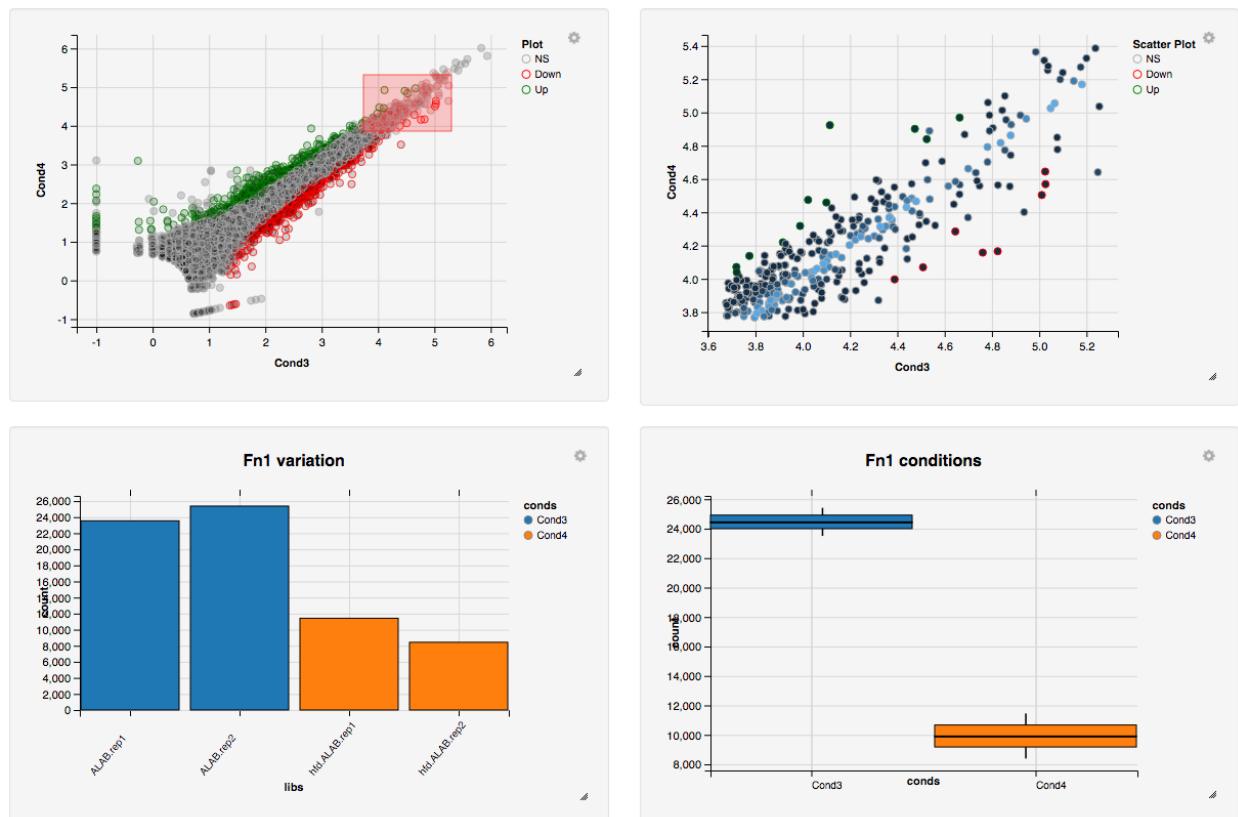 Plot
NS
Down
Up
6
5
4
3
2
1
0
-1
Cond4
-1 0 1 2 3 4 5 6
Cond3
Scatter Plot
NS
Down
Up
5.4
5.2
5.0
4.8
4.6
4.4
4.2
4.0
3.8
Cond4
3.6 3.8 4.0 4.2 4.4 4.6 4.8 5.0 5.2
Cond3
Fn1 variation
conds
Cond3
Cond4
26,000
24,000
22,000
20,000
18,000
16,000
14,000
12,000
10,000
8,000
6,000
4,000
2,000
0
count
ALAB.rep1 ALAB.rep2 hfd.ALAB.rep1 hfd.ALAB.rep2
libs
Fn1 conditions
conds
Cond3
Cond4
26,000
24,000
22,000
20,000
18,000
16,000
14,000
12,000
10,000
8,000
count
Cond3 Cond4
conds